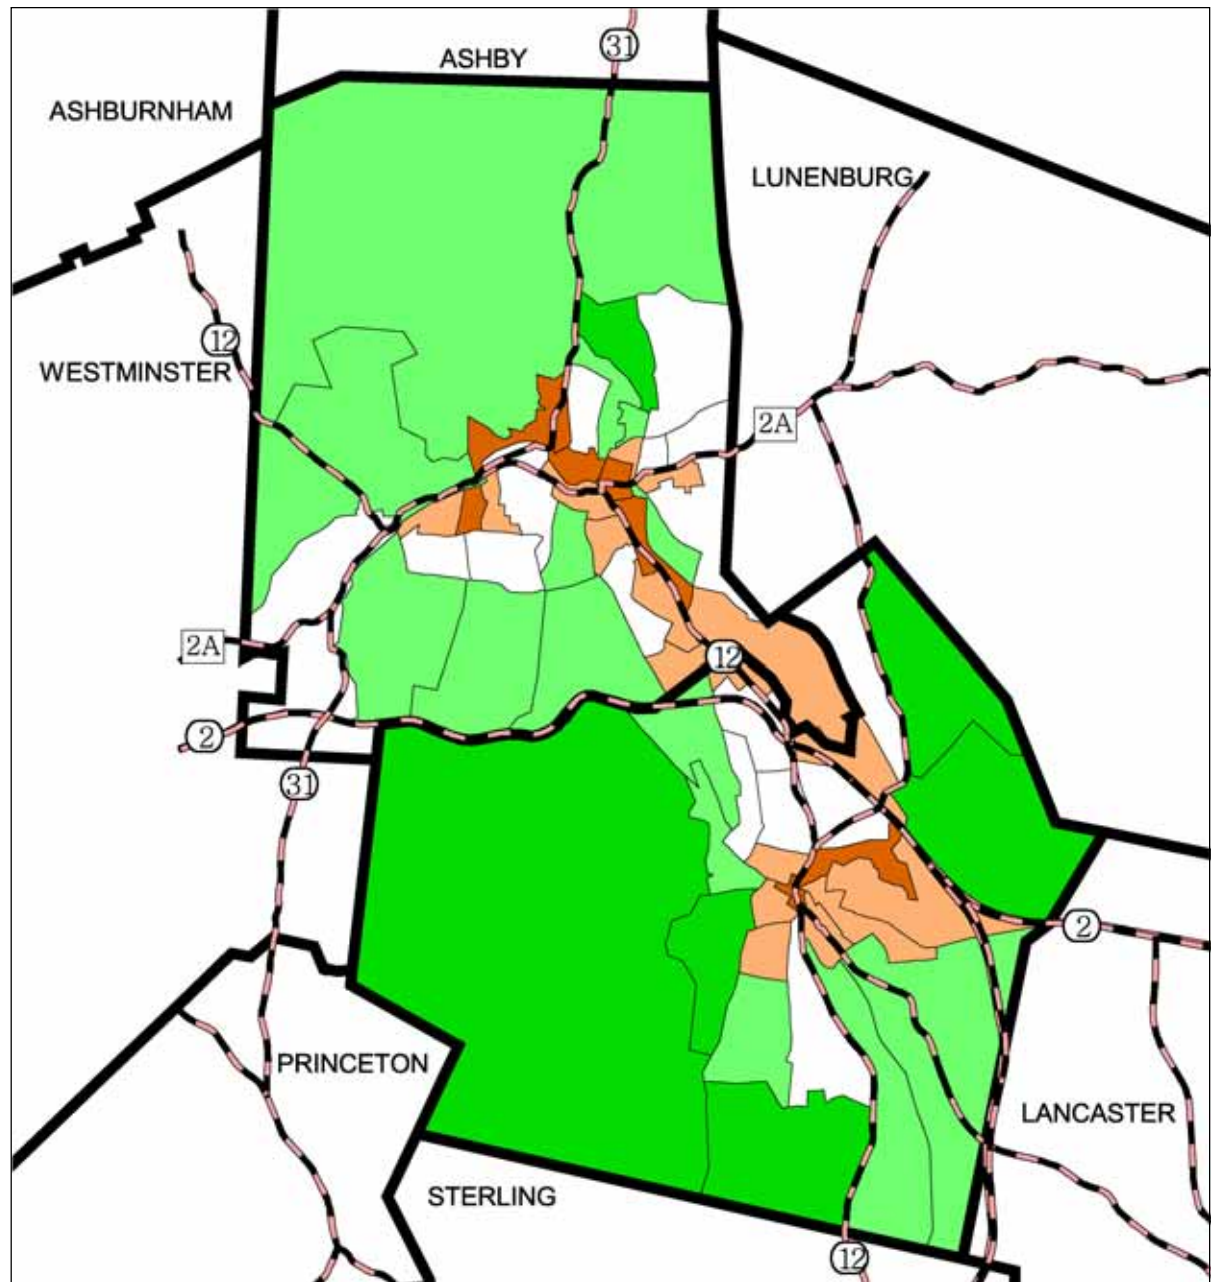 31
ASHBY
ASHBURNHAM
LUNENBURG
12
WESTMINSTER
2A
2A
12
2
31
2
PRINCETON
LANCASTER
STERLING
12